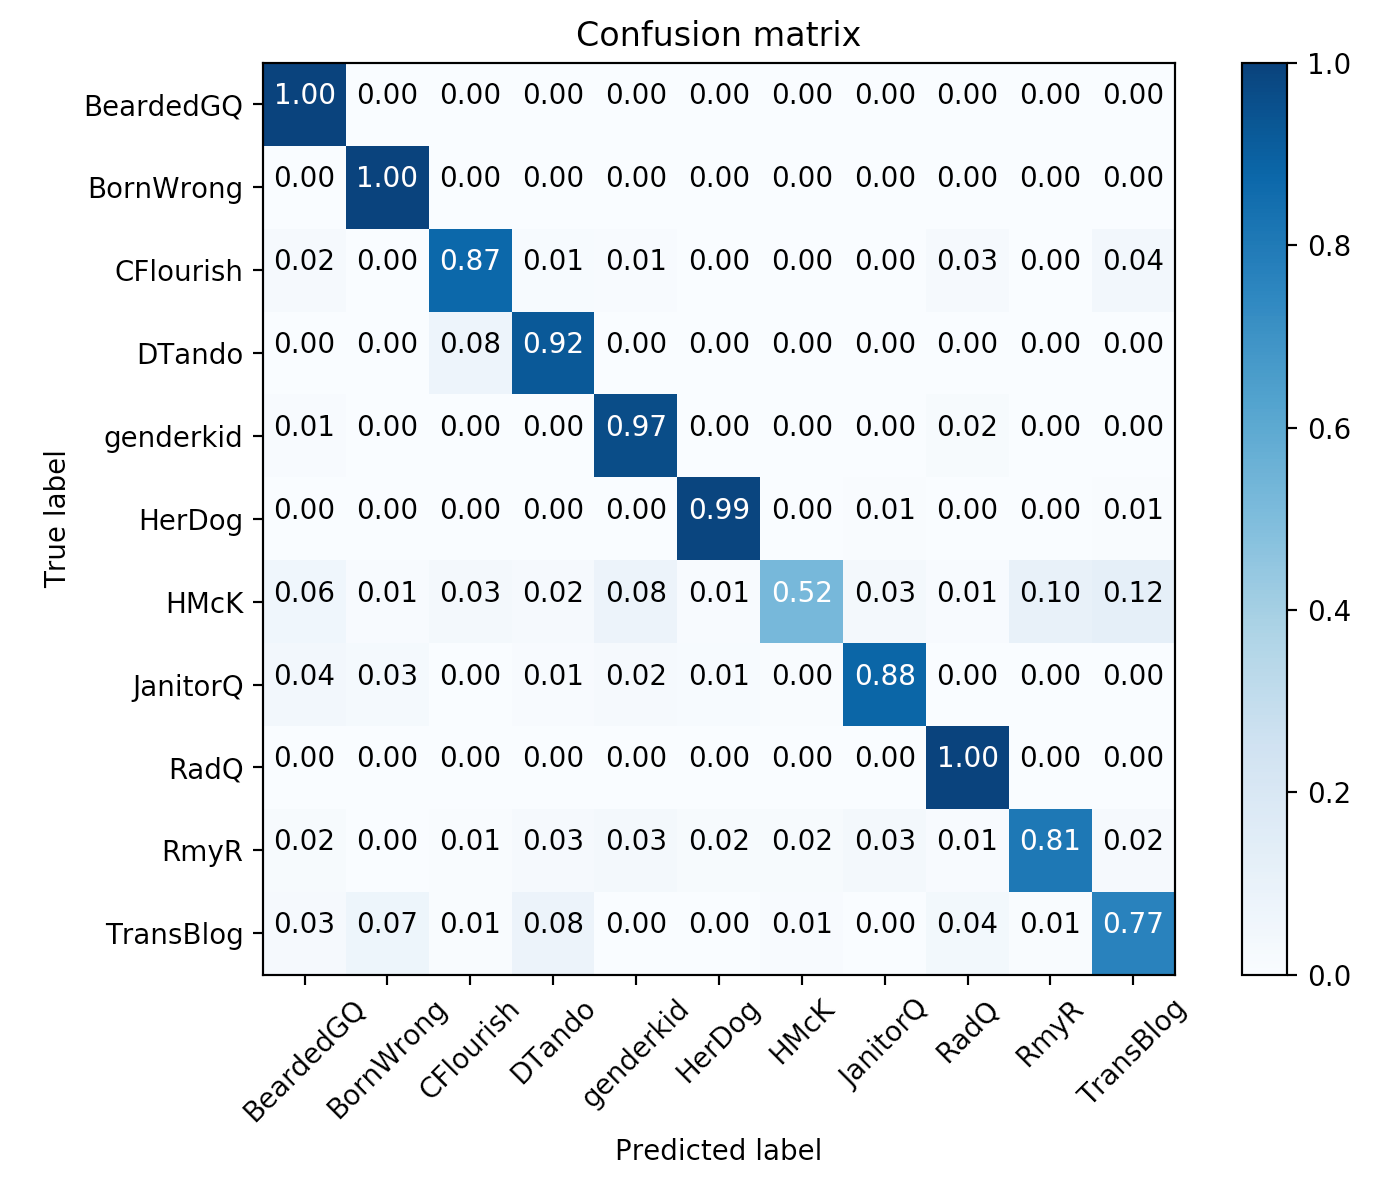 Confusion matrix
BeardedGQ 1.00 0.00 0.00 0.00 0.00 0.00 0.00 0.00 0.00 0.00 0.00
BornWrong 0.00 1.00 0.00 0.00 0.00 0.00 0.00 0.00 0.00 0.00 0.00
CFlourish 0.02 0.00 0.87 0.01 0.01 0.00 0.00 0.00 0.03 0.00 0.04
DTando 0.00 0.00 0.08 0.92 0.00 0.00 0.00 0.00 0.00 0.00 0.00
genderkid 0.01 0.00 0.00 0.00 0.97 0.00 0.00 0.00 0.02 0.00 0.00
HerDog 0.00 0.00 0.00 0.00 0.00 0.99 0.00 0.01 0.00 0.00 0.01
HMcK 0.06 0.01 0.03 0.02 0.08 0.01 0.52 0.03 0.01 0.10 0.12
JanitorQ 0.04 0.03 0.00 0.01 0.02 0.01 0.00 0.88 0.00 0.00 0.00
RadQ 0.00 0.00 0.00 0.00 0.00 0.00 0.00 0.00 1.00 0.00 0.00
RmyR 0.02 0.00 0.01 0.03 0.03 0.02 0.02 0.03 0.01 0.81 0.02
TransBlog 0.03 0.07 0.01 0.08 0.00 0.00 0.01 0.00 0.04 0.01 0.77
True label
BeardedGQ BornWrong CFlourish DTando genderkid HerDog HMcK JanitorQ RadQ RmyR TransBlog
Predicted label
1.0
0.8
0.6
0.4
0.2
0.0